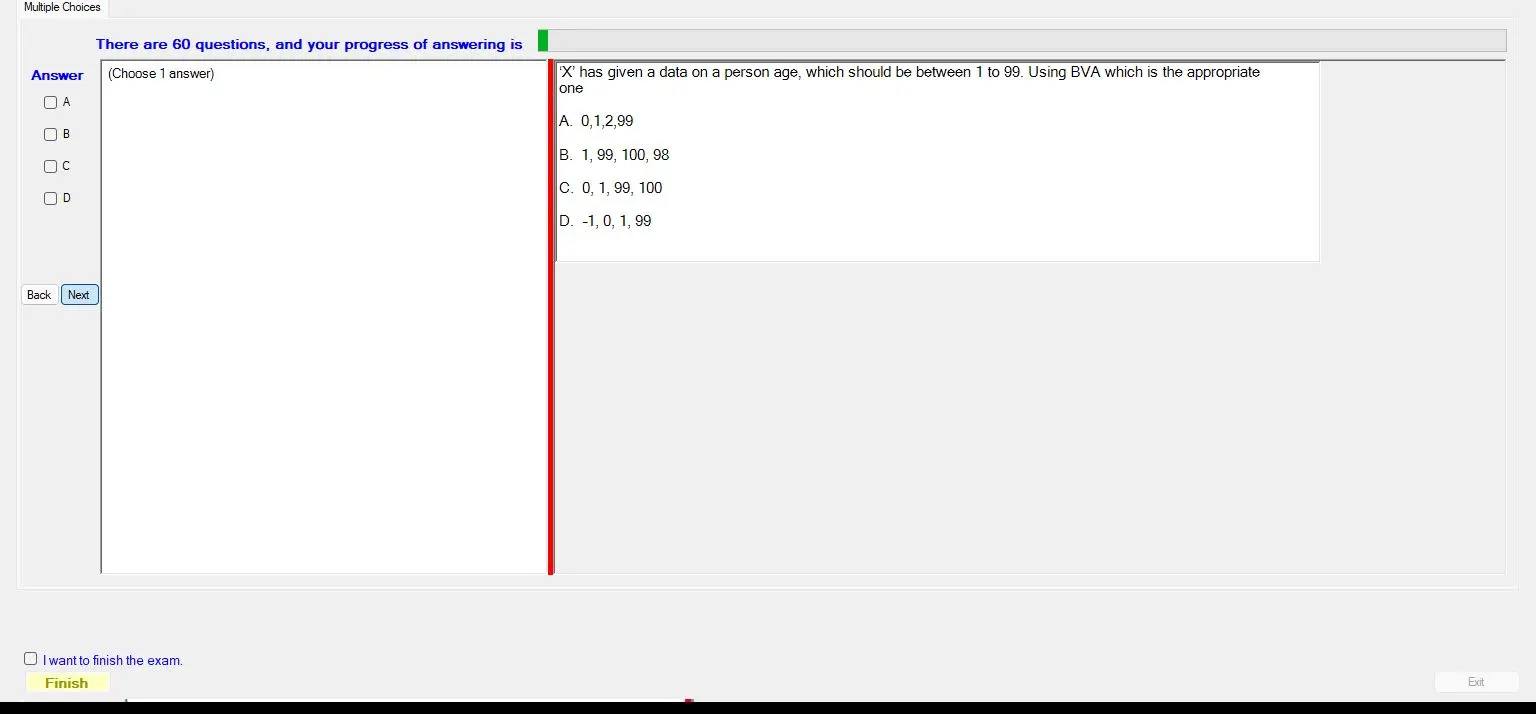 Multiple Choices
There are 60 questions, and your progress of answering is
Answer
(Choose 1 answer)
A
B
C
D
Back Next
'X' has given a data on a person age, which should be between 1 to 99. Using BVA which is the appropriate
one
A. 0,1,2,99
B. 1, 99, 100, 98
C. 0, 1, 99, 100
D. -1, 0, 1, 99
I want to finish the exam.
Finish
Exit